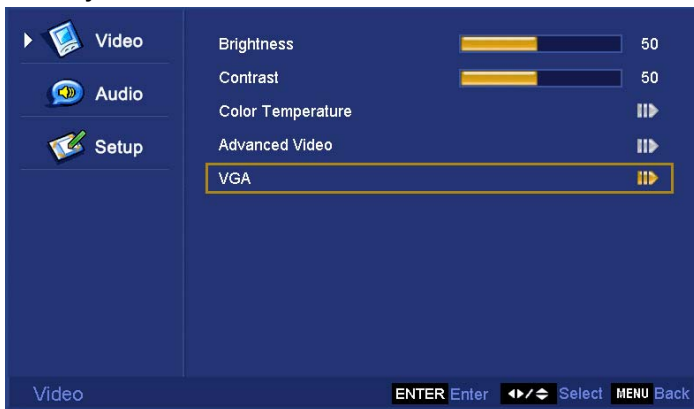 Video
Audio
Setup
Brightness 50
Contrast 50
Color Temperature
Advanced Video
VGA
Video ENTER Enter Select MENU Back